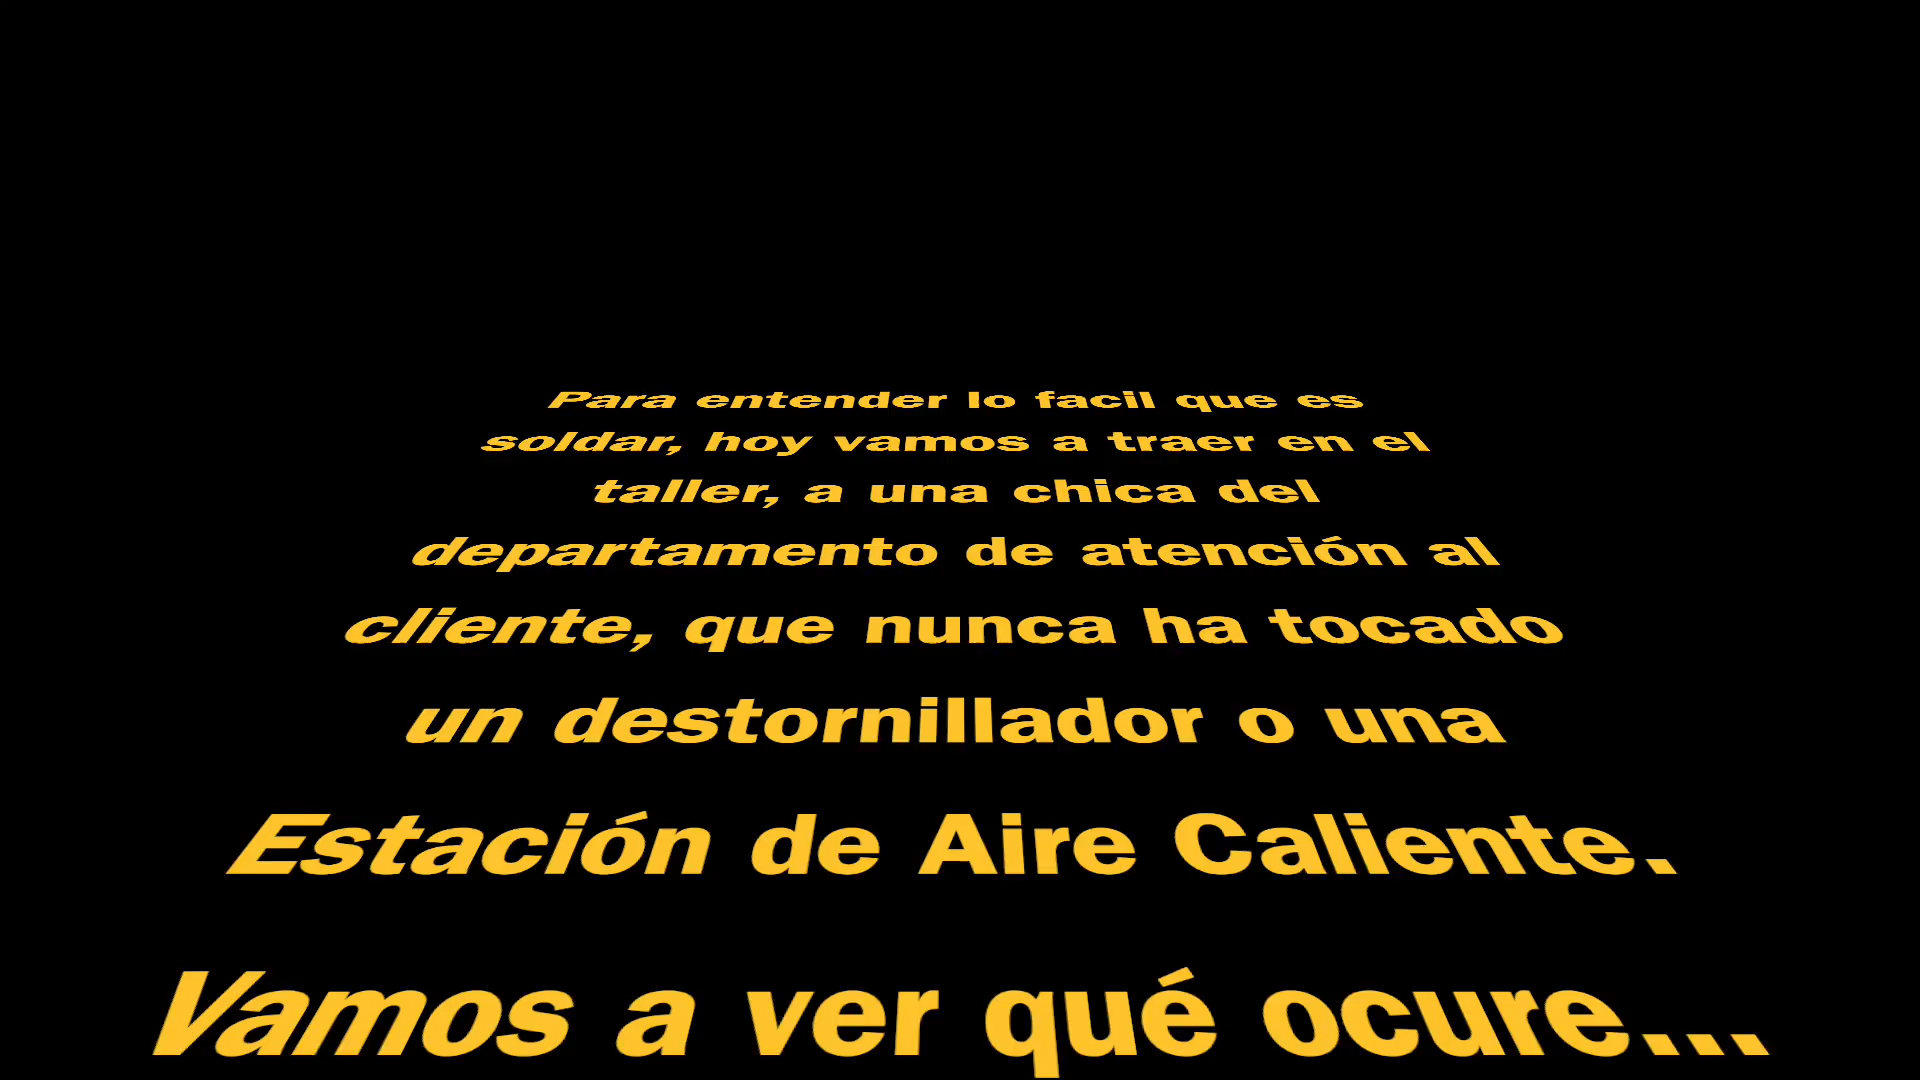 Para entender lo facil que es
soldar, hoy vamos a traer en el
taller, a una chica del
departamento de atención al
cliente, que nunca ha tocado
un destornillador o una
Estación de Aire Caliente.
Vamos a ver qué ocure...